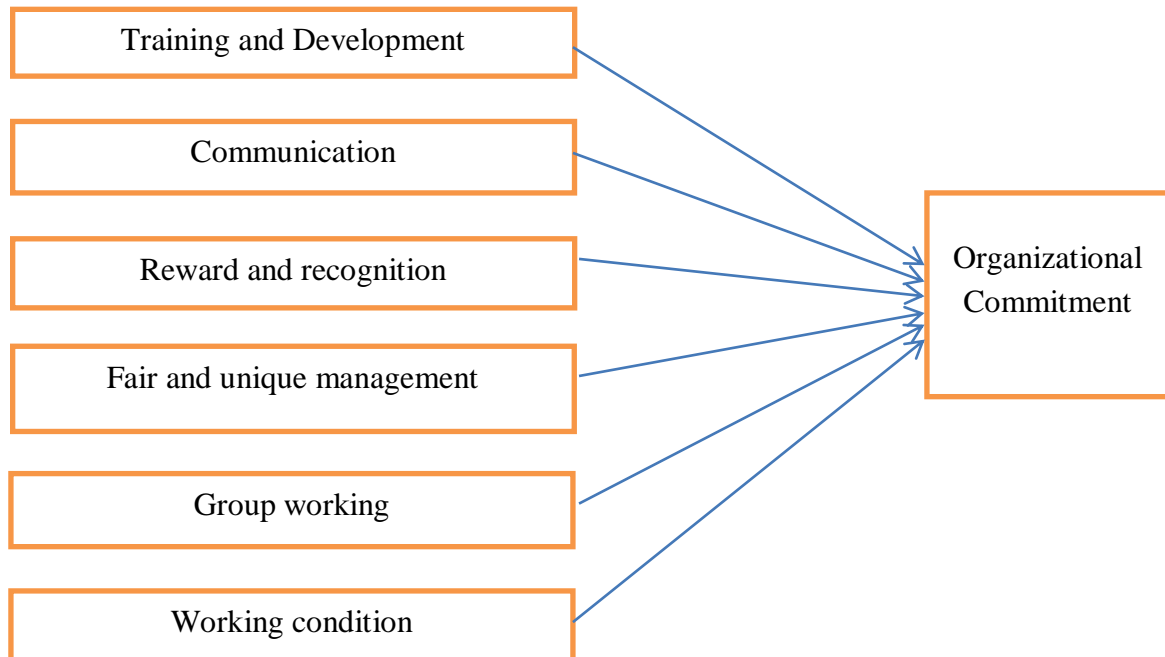 Training and Development
Communication
Reward and recognition
Fair and unique management
Group working
Working condition
Organizational
Commitment